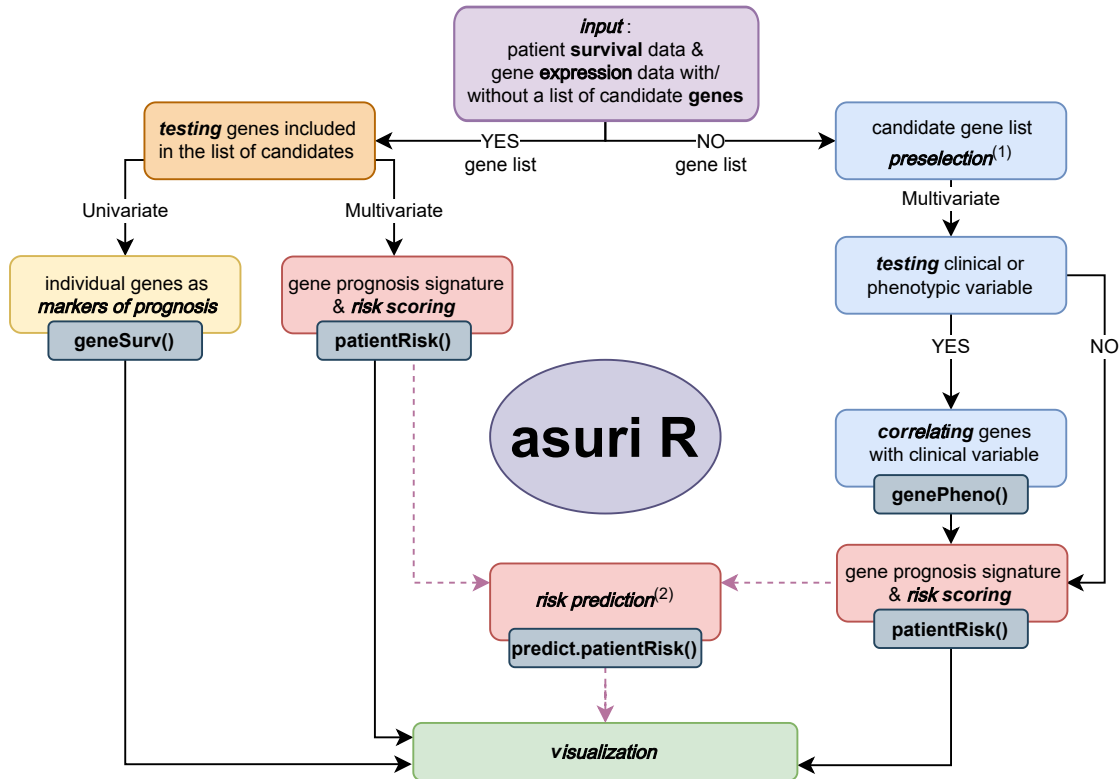 input :
patient survival data &
gene expression data with/
without a list of candidate genes
testing genes included
in the list of candidates
YES
gene list
NO
gene list
candidate gene list
preselection(1)
Univariate
Multivariate
Multivariate
individual genes as
markers of prognosis
geneSurv()
gene prognosis signature
& risk scoring
patientRisk()
testing clinical or
phenotypic variable
YES
NO
asuri R
correlating genes
with clinical variable
genePheno()
risk prediction(2)
predict.patientRisk()
gene prognosis signature
& risk scoring
patientRisk()
visualization